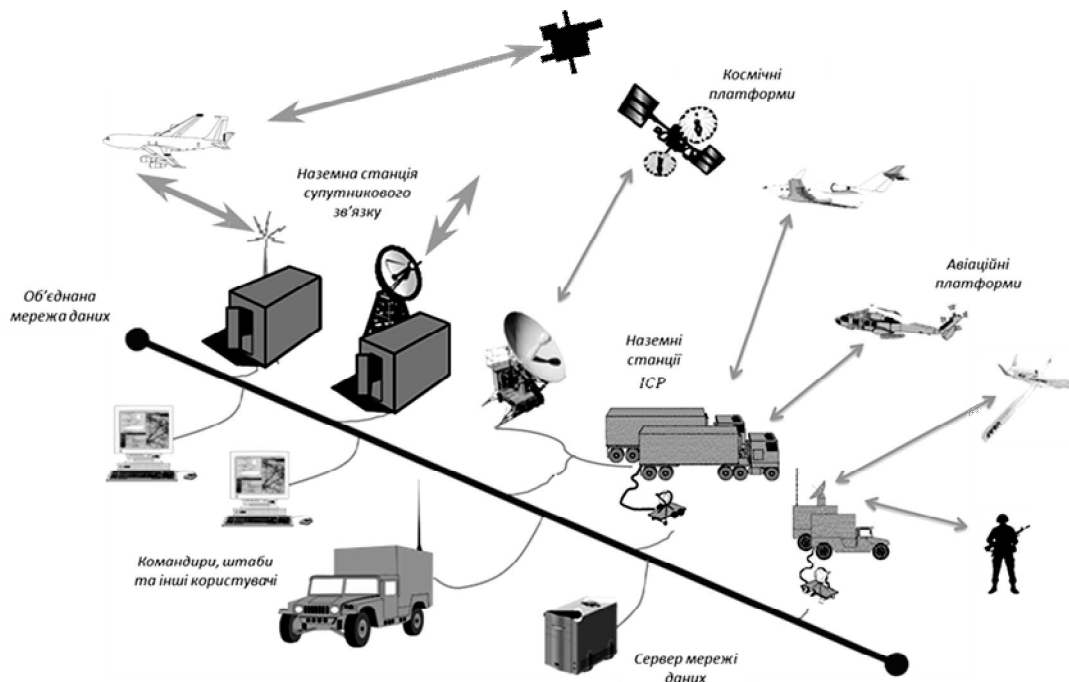 Космічні
платформи
Наземна станція
супутникового
зв'язку
Авіаційні
платформи
Об'єднана
мережа даних
Наземні
станції
ІСР
Командири, штаби
та інші користувачі
Сервер мережі
даних